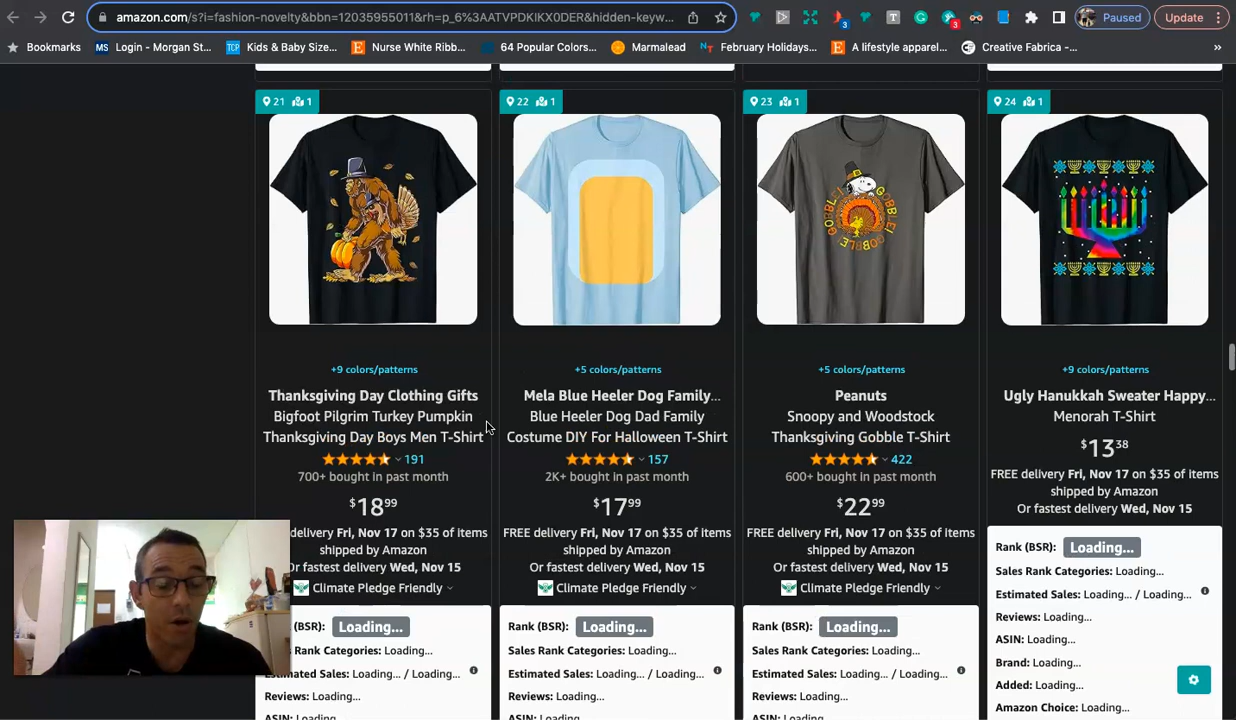 amazon.com/s?i=fashion-novelty&bbn=12035955011&rh=p_6%3AATVPDKIKX0DER&hidden-keyw...
3
3
Paused
Update
Bookmarks
Login - Morgan St...
Kids & Baby Size...
Nurse White Ribb...
64 Popular Colors...
Marmalead
February Holidays...
A lifestyle apparel...
Creative Fabrica -...
»
21 1
22 1
23 1
24 1
GOBBLE! GOBBLE! GOBBLE!
+9 colors/patterns
Thanksgiving Day Clothing Gifts
Bigfoot Pilgrim Turkey Pumpkin
Thanksgiving Day Boys Men T-Shirt
191
700+ bought in past month
$18 99
delivery Fri, Nov 17 on $35 of items
shipped by Amazon
Or fastest delivery Wed, Nov 15
Climate Pledge Friendly
(BSR): Loading...
Rank Categories: Loading...
Estimated Sales: Loading... / Loading...
Reviews: Loading...
ASIN: Loading
+5 colors/patterns
Mela Blue Heeler Dog Family...
Blue Heeler Dog Dad Family
Costume DIY For Halloween T-Shirt
157
2K+ bought in past month
$17 99
FREE delivery Fri, Nov 17 on $35 of items
shipped by Amazon
Or fastest delivery Wed, Nov 15
Climate Pledge Friendly
Rank (BSR): Loading...
Sales Rank Categories: Loading...
Estimated Sales: Loading... / Loading...
Reviews: Loading...
ASIN: Loading
+5 colors/patterns
Peanuts
Snoopy and Woodstock
Thanksgiving Gobble T-Shirt
422
600+ bought in past month
$22 99
FREE delivery Fri, Nov 17 on $35 of items
shipped by Amazon
Or fastest delivery Wed, Nov 15
Climate Pledge Friendly
Rank (BSR): Loading...
Sales Rank Categories: Loading...
Estimated Sales: Loading... / Loading...
Reviews: Loading...
ASIN: Loading
+9 colors/patterns
Ugly Hanukkah Sweater Happy...
Menorah T-Shirt
$13 38
FREE delivery Fri, Nov 17 on $35 of items
shipped by Amazon
Or fastest delivery Wed, Nov 15
Rank (BSR): Loading...
Sales Rank Categories: Loading...
Estimated Sales: Loading... / Loading...
Reviews: Loading...
ASIN: Loading...
Brand: Loading...
Added: Loading...
Amazon Choice: Loading...